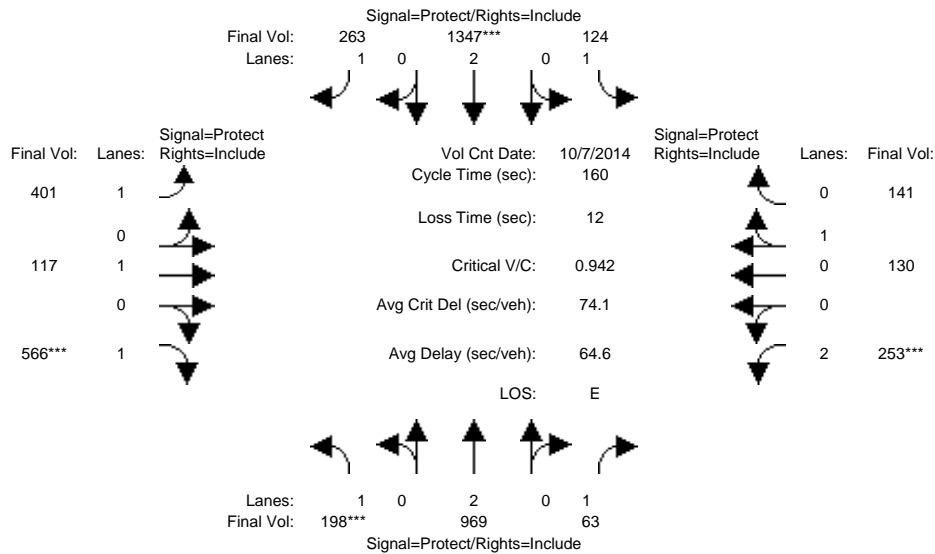 Signal=Protect/Rights=Include
Final Vol: 263 1347*** 124
Lanes: 1 0 2 0 1
Signal=Protect Signal=Protect
Final Vol: Lanes: Rights=Include Vol Cnt Date: 10/7/2014 Rights=Include Lanes: Final Vol:
Cycle Time (sec): 160
401 1 0 141
Loss Time (sec): 12
0 1
117 1 Critical V/C: 0.942 0 130
0 Avg Crit Del (sec/veh): 74.1 0
566*** 1 Avg Delay (sec/veh): 64.6 2 253***
LOS: E
Lanes: 1 0 2 0 1
Final Vol: 198*** 969 63
Signal=Protect/Rights=Include